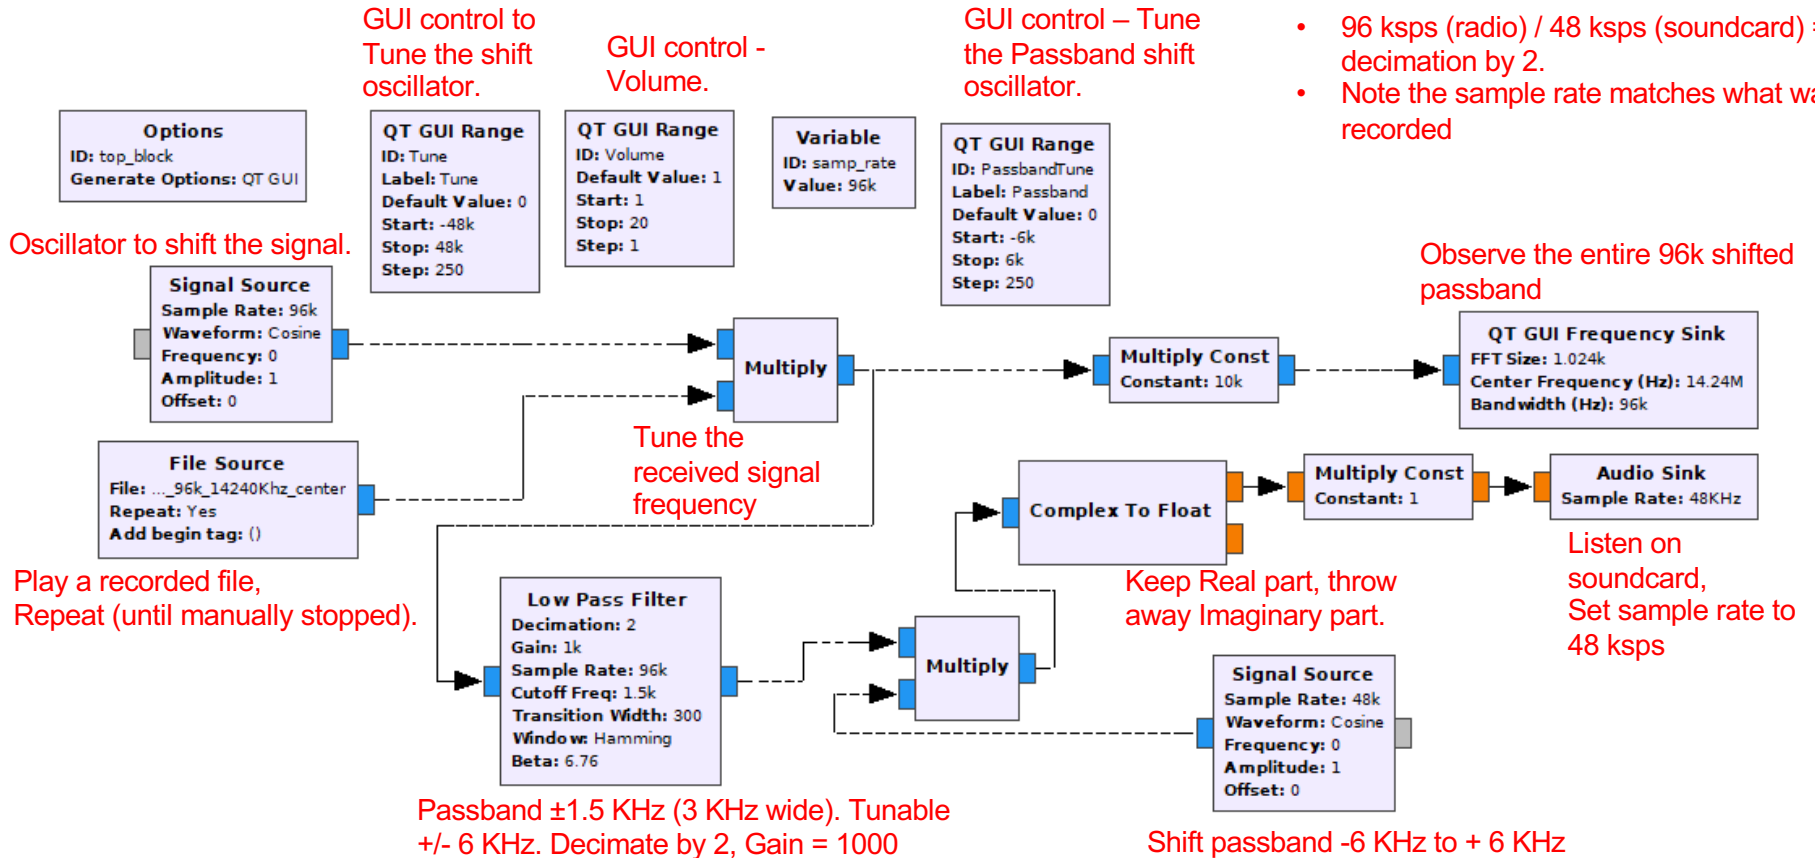 GUI control to
Tune the shift
oscillator.
GUI control -
Volume.
GUI control – Tune
the Passband shift
oscillator.
• 96 ksps (radio) / 48 ksps (soundcard)
decimation by 2.
• Note the sample rate matches what
recorded
Options
ID: top_block
Generate Options: QT GUI
QT GUI Range
ID: Tune
Label: Tune
Default Value: 0
Start: -48k
Stop: 48k
Step: 250
QT GUI Range
ID: Volume
Default Value: 1
Start: 1
Stop: 20
Step: 1
Variable
ID: samp_rate
Value: 96k
QT GUI Range
ID: PassbandTune
Label: Passband
Default Value: 0
Start: -6k
Stop: 6k
Step: 250
Oscillator to shift the signal.
Signal Source
Sample Rate: 96k
Waveform: Cosine
Frequency: 0
Amplitude: 1
Offset: 0
Multiply
Multiply Const
Constant: 10k
Observe the entire 96k shifted
passband
QT GUI Frequency Sink
FFT Size: 1.024k
Center Frequency (Hz): 14.24M
Bandwidth (Hz): 96k
File Source
File: ..._96k_14240Khz_center
Repeat: Yes
Add begin tag: ()
Tune the
received signal
frequency
Play a recorded file,
Repeat (until manually stopped).
Complex To Float
Multiply Const
Constant: 1
Audio Sink
Sample Rate: 48KHz
Keep Real part, throw
away Imaginary part.
Listen on
soundcard,
Set sample rate to
48 ksps
Low Pass Filter
Decimation: 2
Gain: 1k
Sample Rate: 96k
Cutoff Freq: 1.5k
Transition Width: 300
Window: Hamming
Beta: 6.76
Multiply
Signal Source
Sample Rate: 48k
Waveform: Cosine
Frequency: 0
Amplitude: 1
Offset: 0
Passband ±1.5 KHz (3 KHz wide). Tunable
+/- 6 KHz. Decimate by 2, Gain = 1000
Shift passband -6 KHz to + 6 KHz